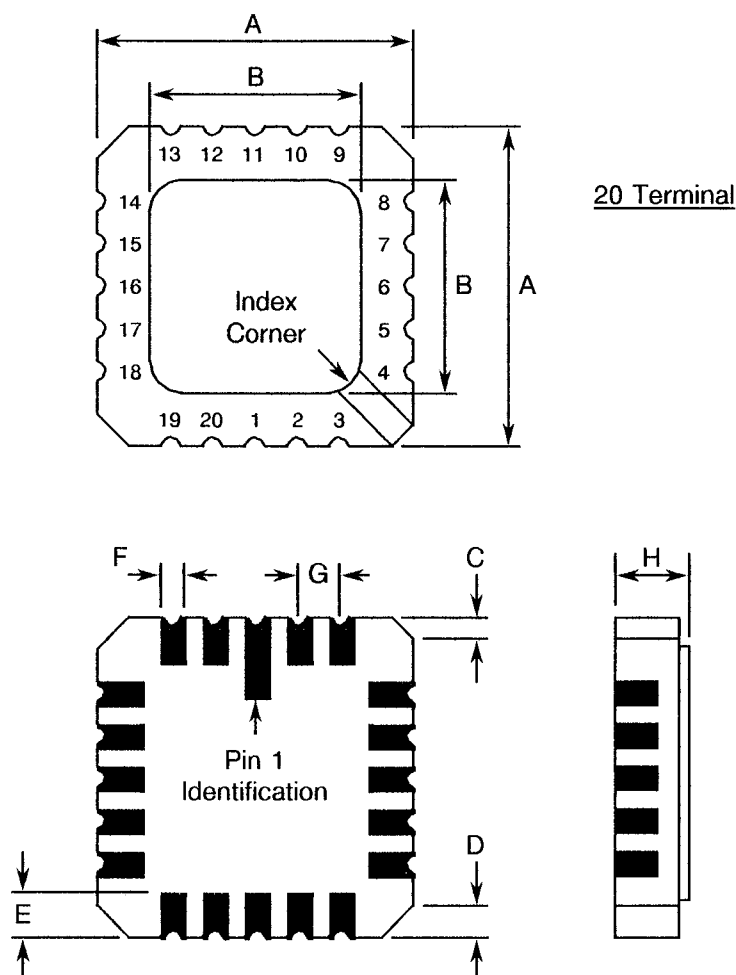 A
B
13 12 11 10 9
14 8
20 Terminal
15 7
16 6
B A
Index
Corner
17 5
18 4
19 20 1 2 3
F G C H
Pin 1
Identification
D
E